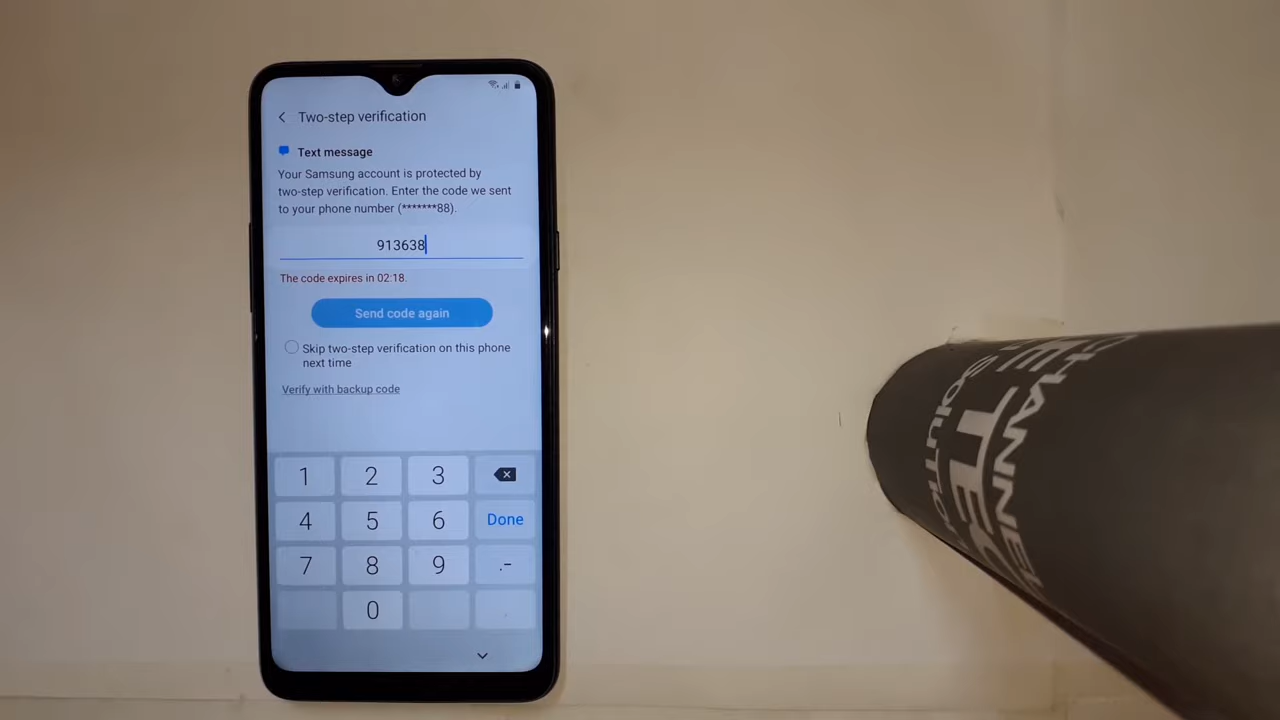 Two-step verification
Text message
Your Samsung account is protected by
two-step verification. Enter the code we sent
to your phone number (*******88).
913638
The code expires in 02:18.
Send code again
Skip two-step verification on this phone
next time
Verify with backup code
1 2 3
4 5 6 Done
7 8 9 .-
0
CHANNEL